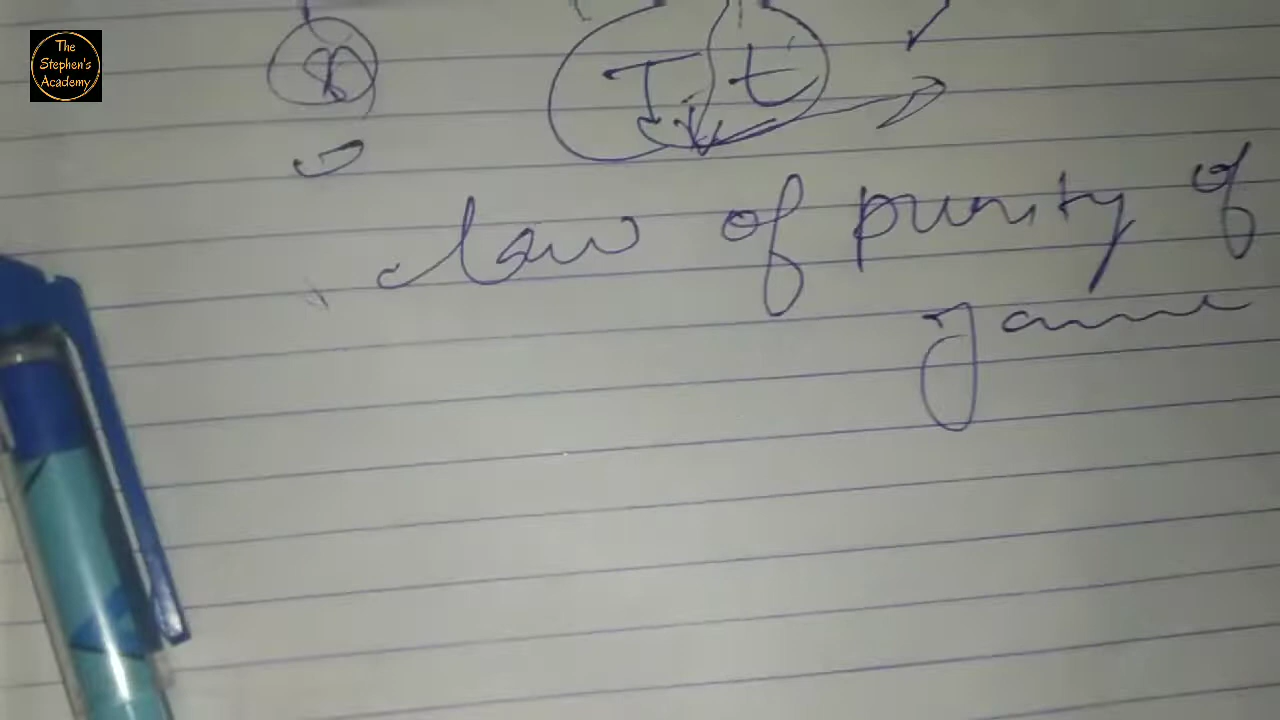 The
Stephen's
Academy
T t
law of purity of
game